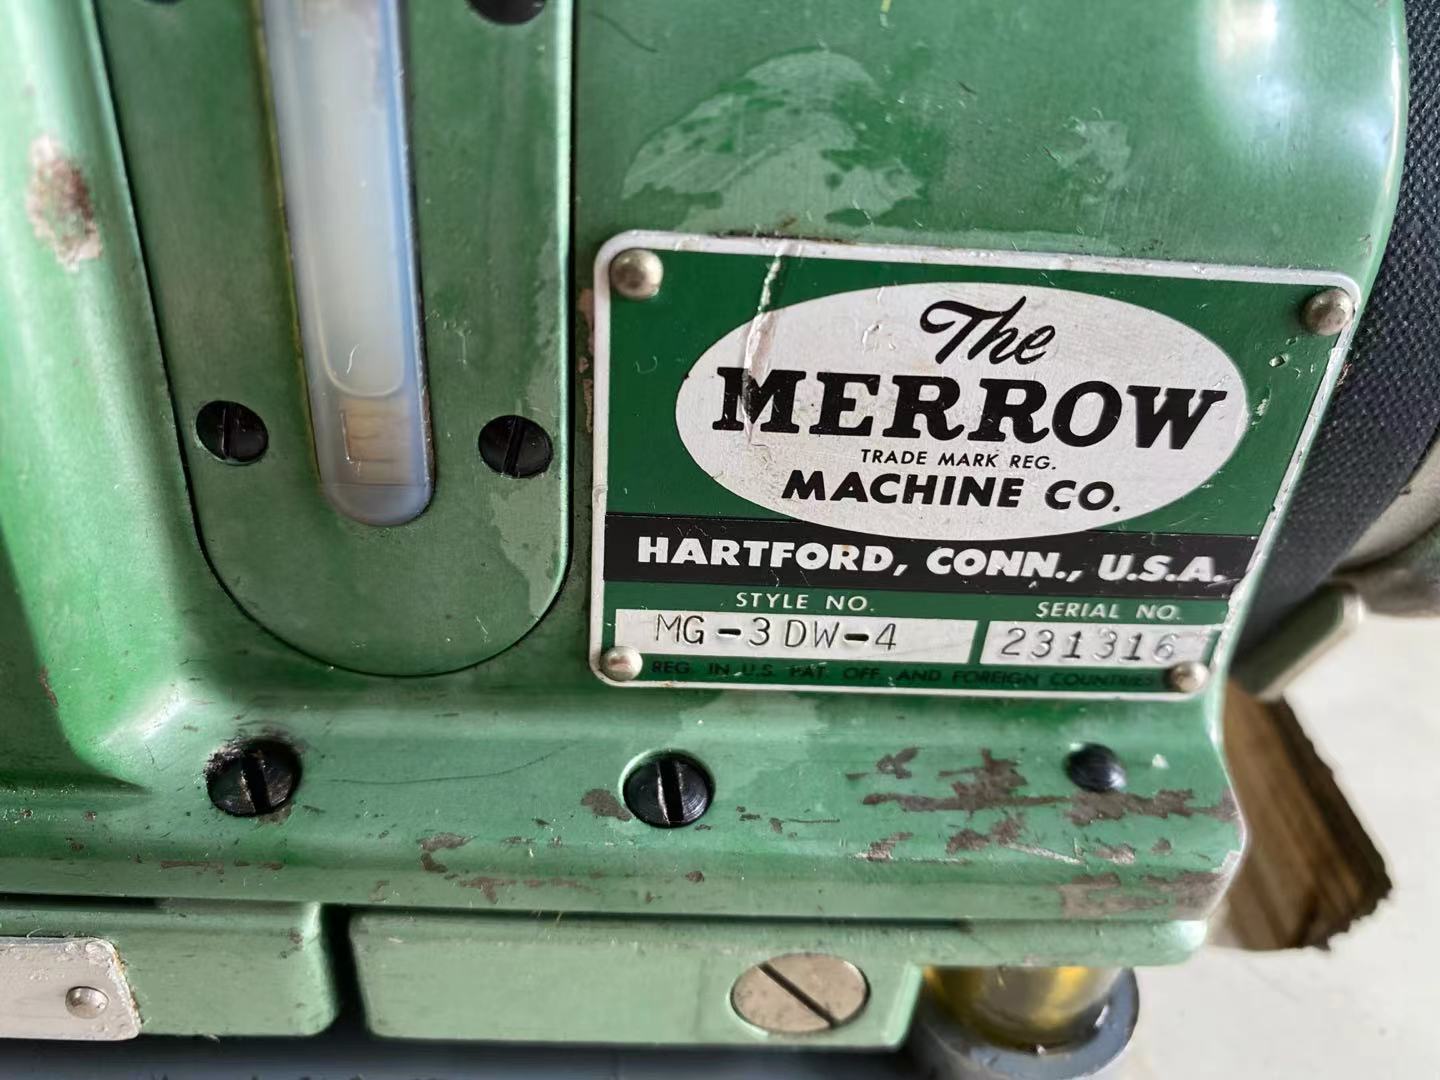 The
MERROW
TRADE MARK REG.
MACHINE CO.
HARTFORD, CONN., U.S.A.
STYLE NO. SERIAL NO.
MG-3DW-4 231316
REG. IN U.S. PAT. OFF. AND FOREIGN COUNTRIES